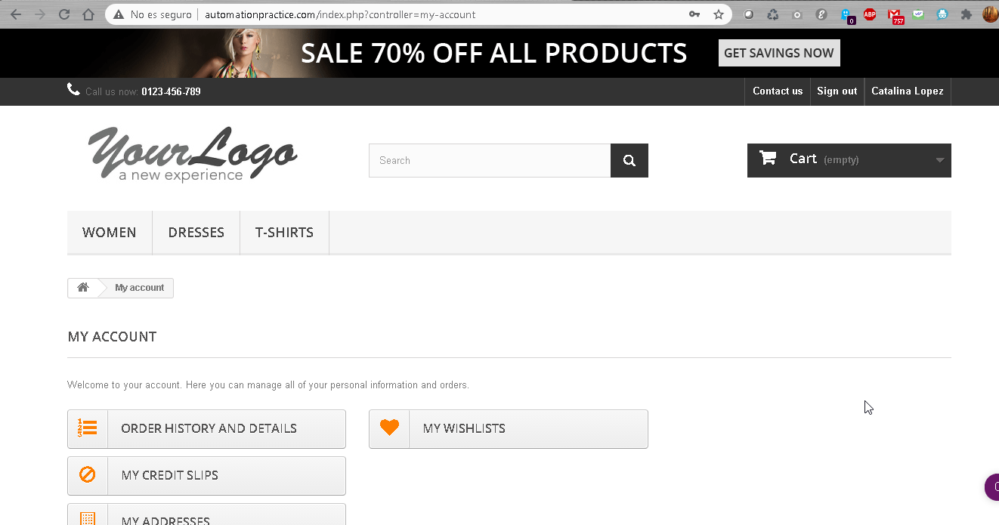 No es seguro automationpractice.com/index.php?controller=my-account
0
ABP
757
SALE 70% OFF ALL PRODUCTS GET SAVINGS NOW
Call us now: 0123-456-789 Contact us Sign out Catalina Lopez
YourLogo
a new experience
Search
Cart (empty)
WOMEN DRESSES T-SHIRTS
My account
MY ACCOUNT
Welcome to your account. Here you can manage all of your personal information and orders.
ORDER HISTORY AND DETAILS MY WISHLISTS
MY CREDIT SLIPS
MY ADDRESSES